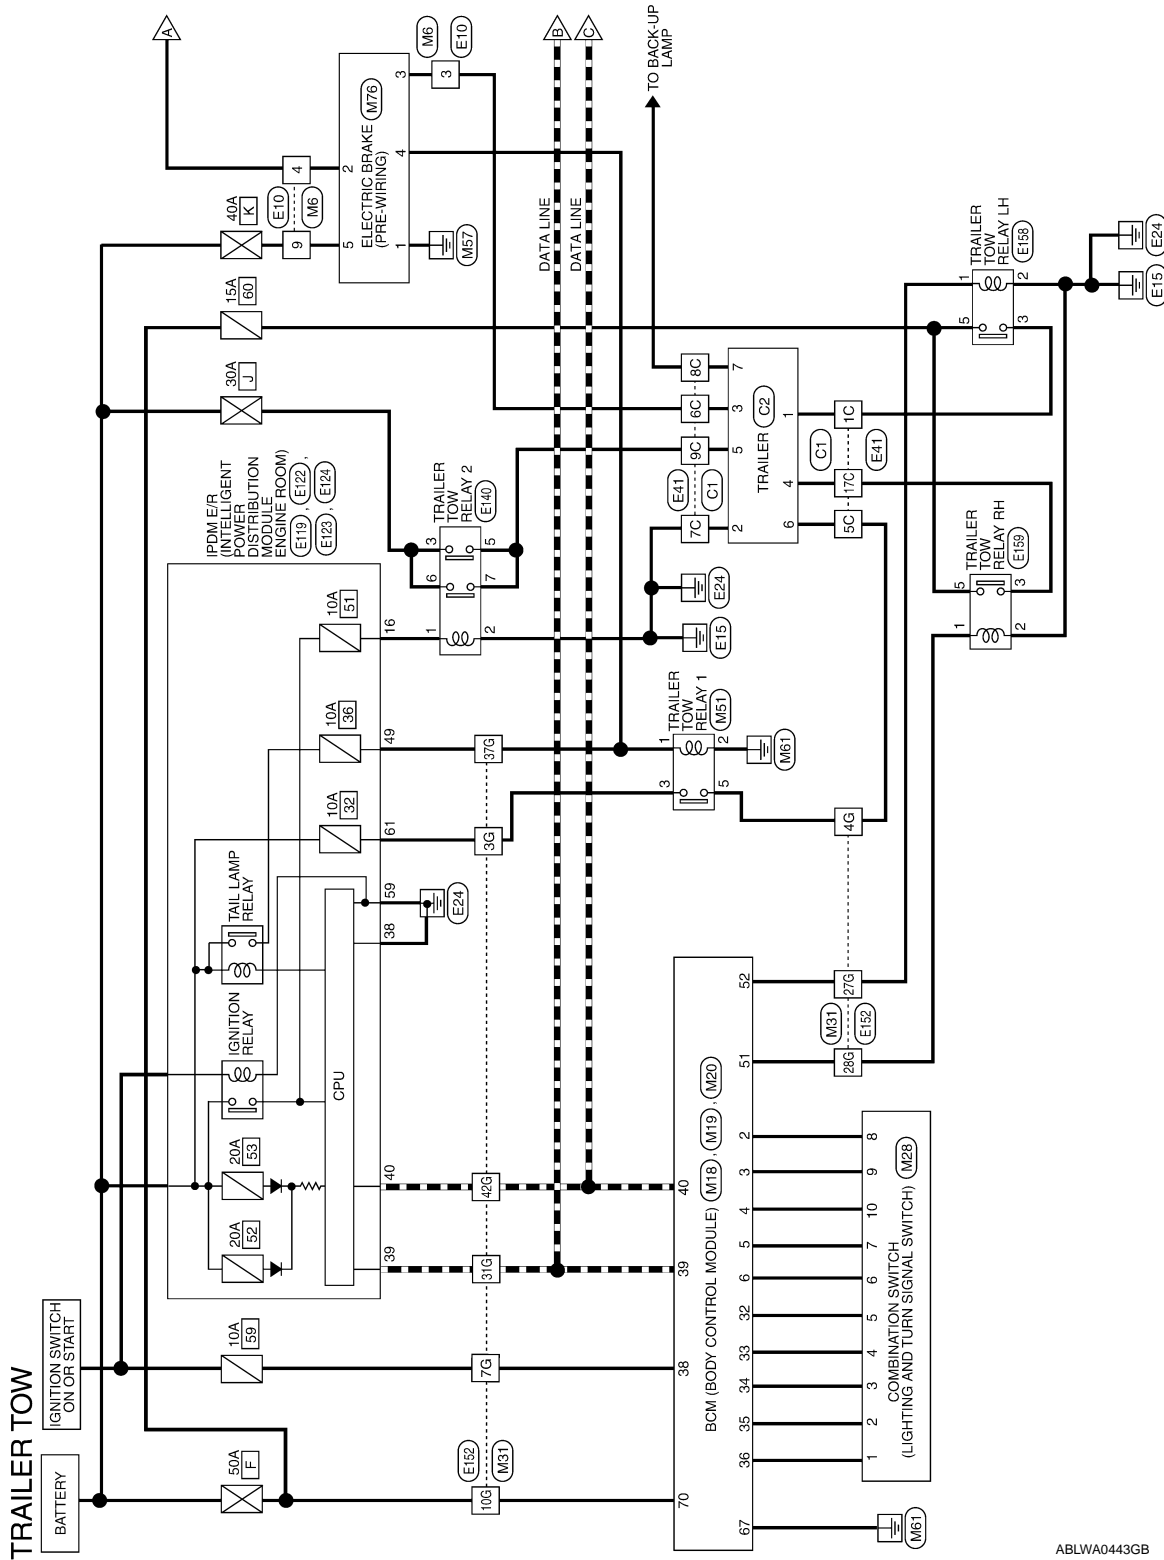 TRAILER TOW
BATTERY
IGNITION SWITCH
ON OR START
50A
F
10A
59
IPDM E/R
(INTELLIGENT
POWER
DISTRIBUTION
MODULE
ENGINE ROOM)
E119 , E122 ,
E123 , E124
20A
52
20A
53
IGNITION
RELAY
TAIL LAMP
RELAY
CPU
10A
32
10A
36
10A
51
39
40
38
59
61
49
16
E24
30A
J
15A
60
40A
K
E10
M6
9
4
A
5
2
ELECTRIC BRAKE
(PRE-WIRING)
M76
1
4
3
M57
3
M6
E10
TRAILER
TOW
RELAY 2
E140
1
6
3
2
7
5
E152
M31
10G
7G
31G
42G
3G
37G
DATA LINE
B
DATA LINE
C
TO BACK-UP
LAMP
E15
E24
TRAILER
TOW
RELAY 1
M51
3
1
5
2
M61
7C
E41
C1
9C
6C
8C
2
5
3
7
TRAILER
C2
6
4
1
5C
17C
1C
C1
E41
70
38
39
40
BCM (BODY CONTROL MODULE)
M18 , M19 , M20
67
36
35
34
33
32
6
5
4
3
2
51
52
M61
1
2
3
4
5
6
7
10
9
8
COMBINATION SWITCH
(LIGHTING AND TURN SIGNAL SWITCH)
M28
28G
27G
4G
M31
E152
TRAILER
TOW
RELAY RH
E159
1
5
2
3
TRAILER
TOW
RELAY LH
E158
5
1
3
2
E15
E24
ABLWA0443GB